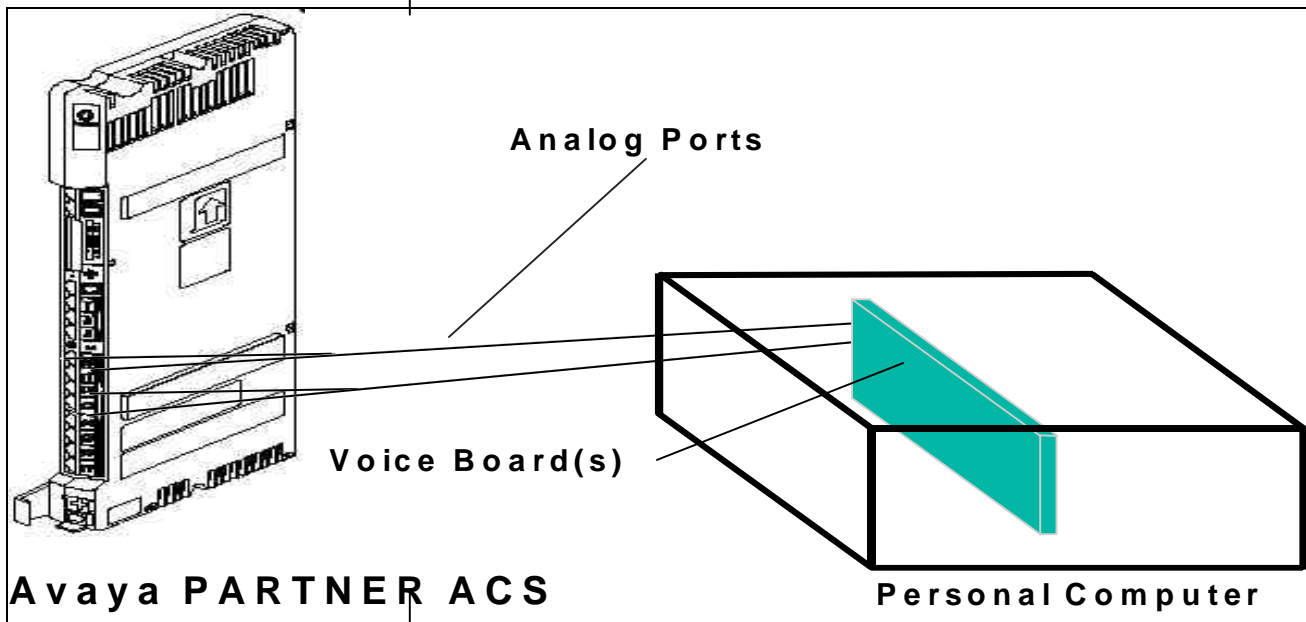 Analog Ports
Voice Board(s)
Avaya PARTNER ACS
Personal Computer